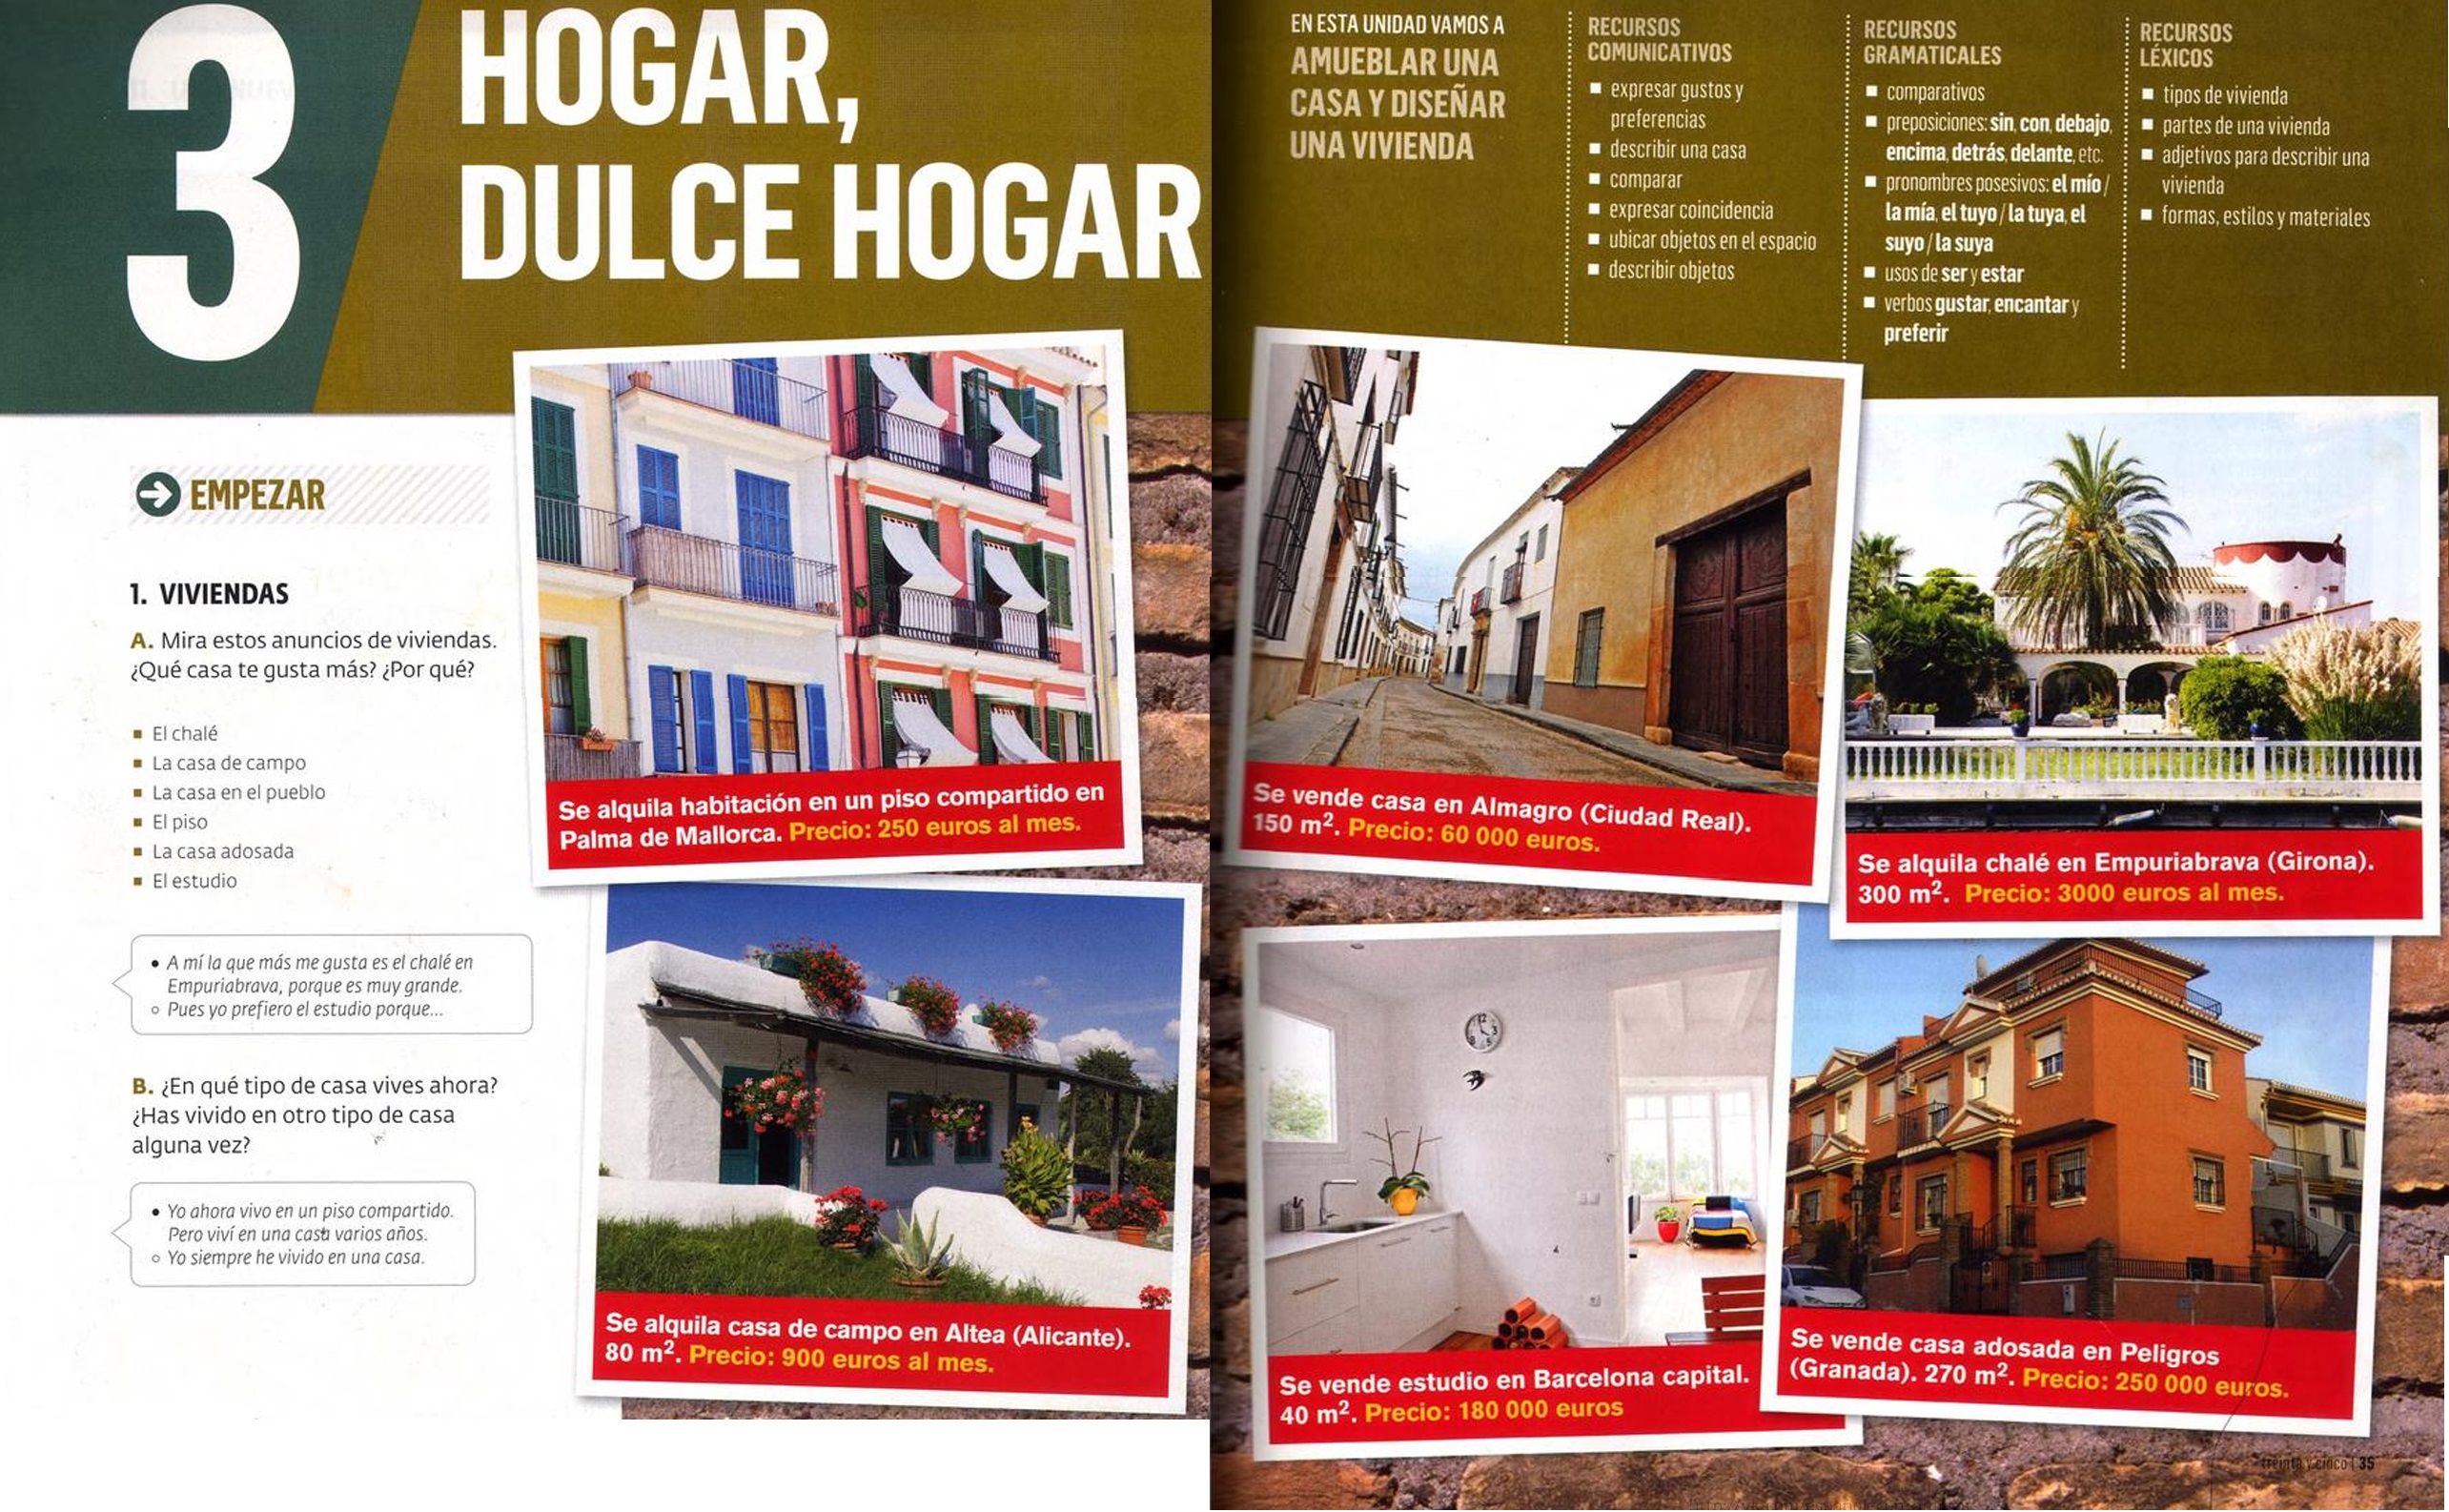 3
HOGAR,
DULCE HOGAR
EMPEZAR
1. VIVIENDAS
A. Mira estos anuncios de viviendas.
¿Qué casa te gusta más? ¿Por qué?
■ El chalé
■ La casa de campo
■ La casa en el pueblo
■ El piso
■ La casa adosada
■ El estudio
• A mí la que más me gusta es el chalé en
Empuriabrava, porque es muy grande.
○ Pues yo prefiero el estudio porque...
B. ¿En qué tipo de casa vives ahora?
¿Has vivido en otro tipo de casa
alguna vez?
• Yo ahora vivo en un piso compartido.
Pero viví en una casa varios años.
○ Yo siempre he vivido en una casa.
Se alquila habitación en un piso compartido en
Palma de Mallorca. Precio: 250 euros al mes.
Se alquila casa de campo en Altea (Alicante).
80 m². Precio: 900 euros al mes.
EN ESTA UNIDAD VAMOS A
AMUEBLAR UNA
CASA Y DISEÑAR
UNA VIVIENDA
RECURSOS
COMUNICATIVOS
■ expresar gustos y
preferencias
■ describir una casa
■ comparar
■ expresar coincidencia
■ ubicar objetos en el espacio
■ describir objetos
RECURSOS
GRAMATICALES
■ comparativos
■ preposiciones: sin, con, debajo,
encima, detrás, delante, etc.
■ pronombres posesivos: el mío /
la mía, el tuyo / la tuya, el
suyo / la suya
■ usos de ser y estar
■ verbos gustar, encantar y
preferir
RECURSOS
LÉXICOS
■ tipos de vivienda
■ partes de una vivienda
■ adjetivos para describir una
vivienda
■ formas, estilos y materiales
Se vende casa en Almagro (Ciudad Real).
150 m². Precio: 60 000 euros.
Se alquila chalé en Empuriabrava (Girona).
300 m². Precio: 3000 euros al mes.
Se vende estudio en Barcelona capital.
40 m². Precio: 180 000 euros
Se vende casa adosada en Peligros
(Granada). 270 m². Precio: 250 000 euros.
treinta y cinco | 35